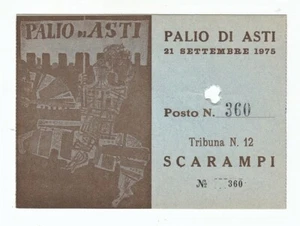 PALIO DI ASTI
PALIO DI ASTI
21 SETTEMBRE 1975
Posto N. 360
Tribuna N. 12
SCARAMPI
№ 360